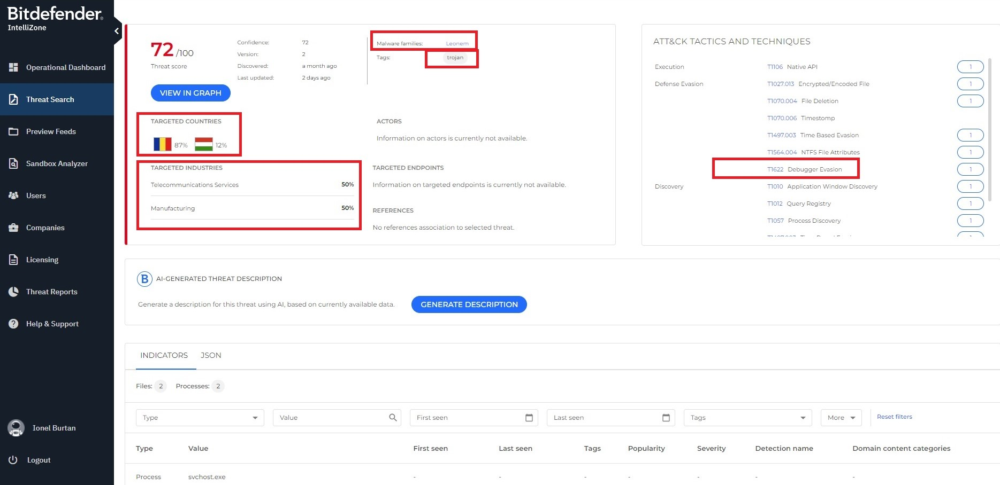 Bitdefender®
IntelliZone
Operational Dashboard
Threat Search
Preview Feeds
Sandbox Analyzer
Users
Companies
Licensing
Threat Reports
Help & Support
Ionel Burtan
Logout
72 /100
Threat score
Confidence: 72
Version: 2
Discovered: a month ago
Last updated: 2 days ago
VIEW IN GRAPH
Malware families: Leonem
Tags: trojan
TARGETED COUNTRIES
87% 12%
TARGETED INDUSTRIES
Telecommunications Services 50%
Manufacturing 50%
ACTORS
Information on actors is currently not available.
TARGETED ENDPOINTS
Information on targeted endpoints is currently not available.
REFERENCES
No references association to selected threat.
ATT&CK TACTICS AND TECHNIQUES
Execution T1106 Native API 1
Defense Evasion T1027.013 Encrypted/Encoded File 1
T1070.004 File Deletion 1
T1070.006 Timestomp
T1497.003 Time Based Evasion 1
T1564.004 NTFS File Attributes 1
T1622 Debugger Evasion 1
Discovery T1010 Application Window Discovery 1
T1012 Query Registry 1
T1057 Process Discovery 1
B AI-GENERATED THREAT DESCRIPTION
Generate a description for this threat using AI, based on currently available data. GENERATE DESCRIPTION
INDICATORS JSON
Files: 2 Processes: 2
Type Value First seen Last seen Tags More Reset filters
Type Value First seen Last seen Tags Popularity Severity Detection name Domain content categories
Process svchost.exe - - - - - - -